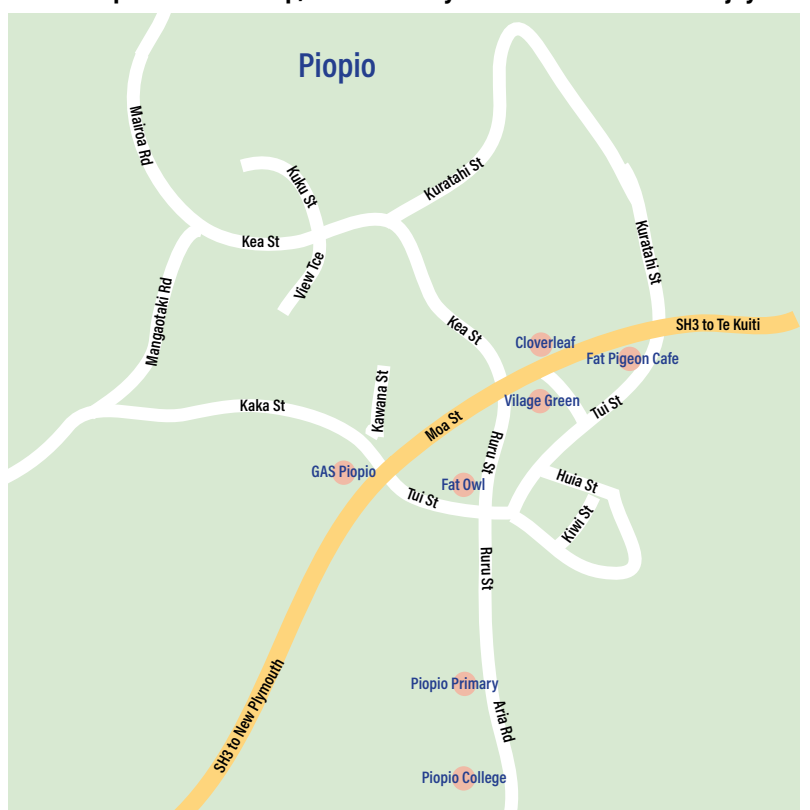 Piopio
Mairoa Rd
Kuku St
Kuratahi St
Kea St
View Tce
Kuratahi St
Mangaotaki Rd
Kea St
SH3 to Te Kuiti
Cloverleaf
Fat Pigeon Cafe
Kawana St
Kaka St
Vilage Green
Tui St
Moa St
Ruru St
GAS Piopio
Fat Owl
Huia St
Tui St
Kiwi St
Ruru St
SH3 to New Plymouth
Piopio Primary
Aria Rd
Piopio College